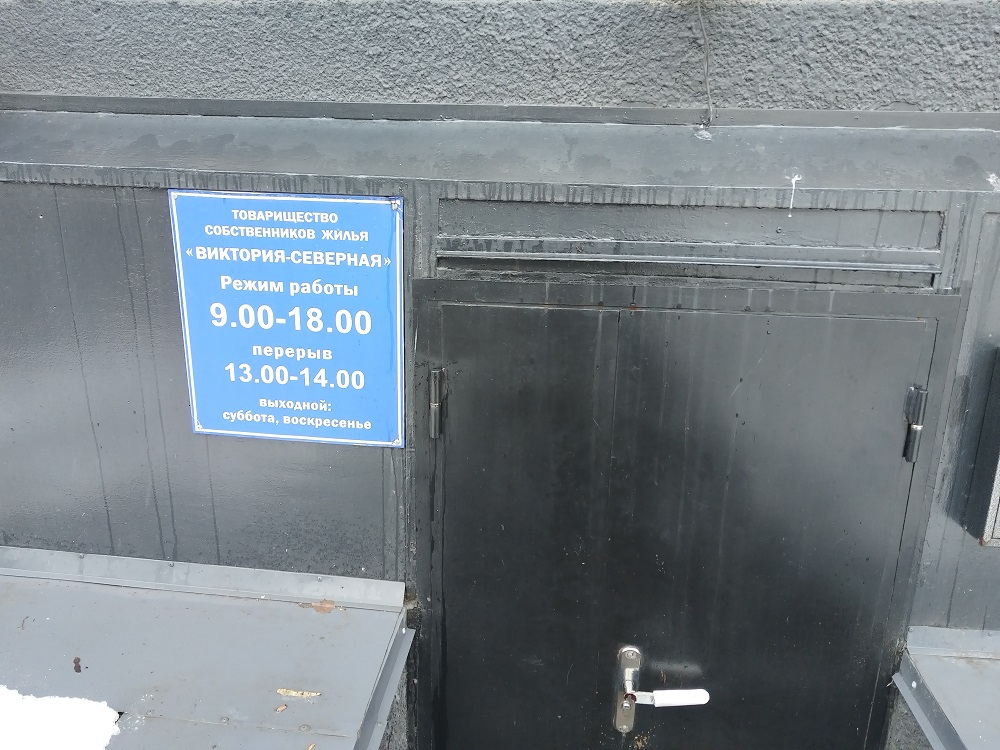 ТОВАРИЩЕСТВО
СОБСТВЕННИКОВ ЖИЛЬЯ
«ВИКТОРИЯ-СЕВЕРНАЯ»
Режим работы
9.00-18.00
перерыв
13.00-14.00
выходной:
суббота, воскресенье